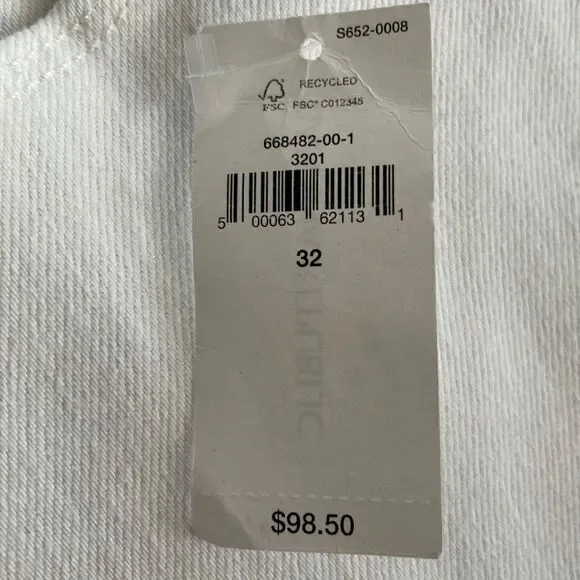 S652-0008
RECYCLED
FSC FSC® C012345
668482-00-1
3201
5 00063 62113 1
32
$98.50